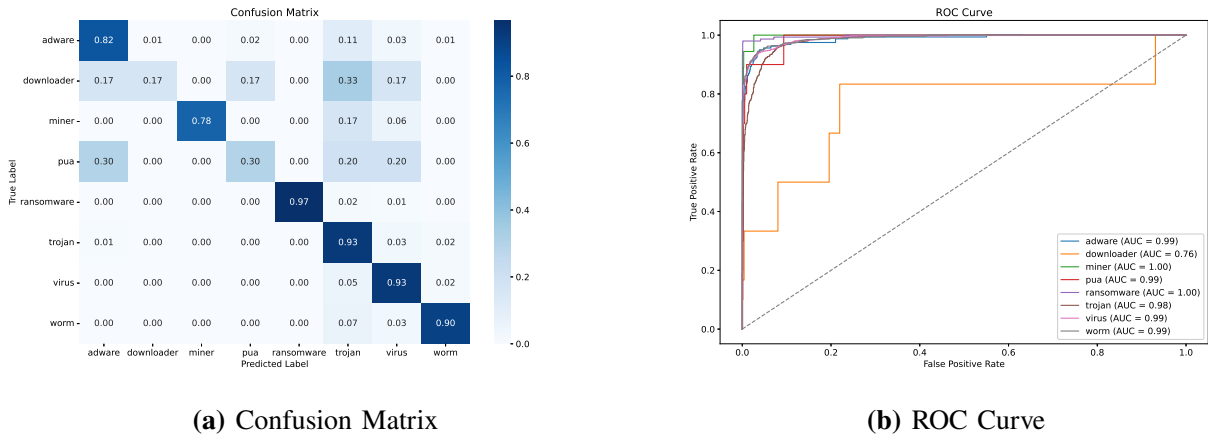 Confusion Matrix
True Label
adware 0.82 0.01 0.00 0.02 0.00 0.11 0.03 0.01
downloader 0.17 0.17 0.00 0.17 0.00 0.33 0.17 0.00
miner 0.00 0.00 0.78 0.00 0.00 0.17 0.06 0.00
pua 0.30 0.00 0.00 0.30 0.00 0.20 0.20 0.00
ransomware 0.00 0.00 0.00 0.00 0.97 0.02 0.01 0.00
trojan 0.01 0.00 0.00 0.00 0.00 0.93 0.03 0.02
virus 0.00 0.00 0.00 0.00 0.00 0.05 0.93 0.02
worm 0.00 0.00 0.00 0.00 0.00 0.07 0.03 0.90
adware downloader miner pua ransomware trojan virus worm
Predicted Label
0.8
0.6
0.4
0.2
0.0
(a) Confusion Matrix
ROC Curve
True Positive Rate
1.0
0.8
0.6
0.4
0.2
0.0
adware (AUC = 0.99)
downloader (AUC = 0.76)
miner (AUC = 1.00)
pua (AUC = 0.99)
ransomware (AUC = 1.00)
trojan (AUC = 0.98)
virus (AUC = 0.99)
worm (AUC = 0.99)
0.0 0.2 0.4 0.6 0.8 1.0
False Positive Rate
(b) ROC Curve